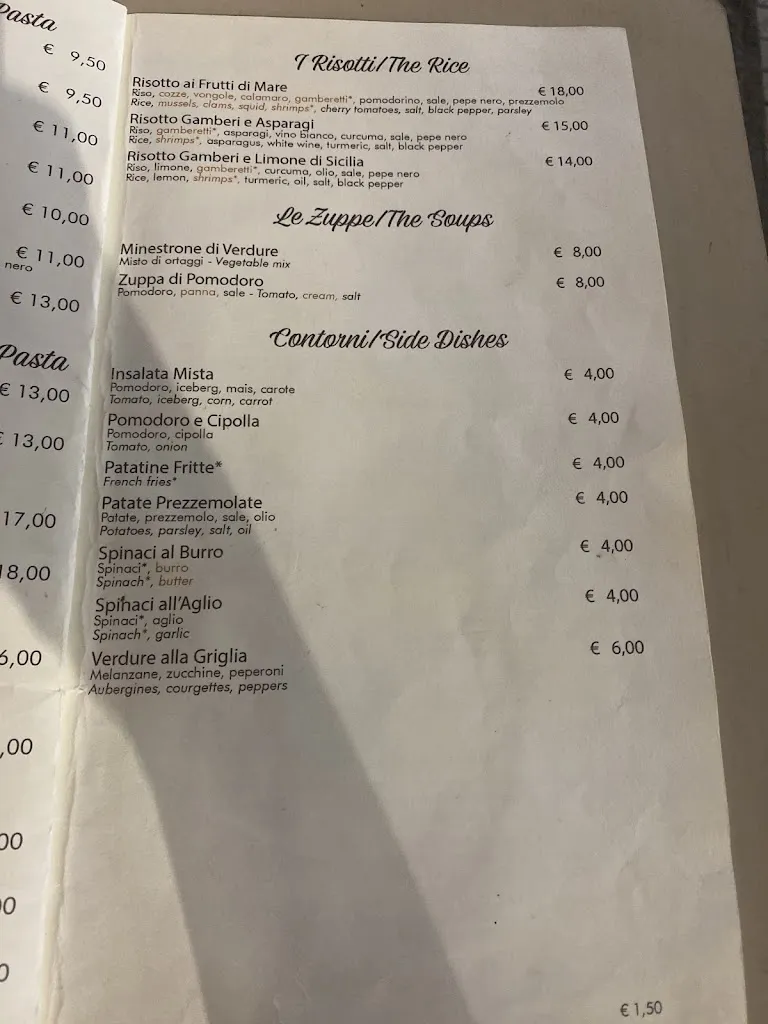 Pasta
€ 9,50
€ 9,50
€ 11,00
€ 11,00
€ 10,00
€ 11,00
nero
€ 13,00
Pasta
€ 13,00
€ 13,00
17,00
18,00
6,00
,00
00
0
0
I Risotti/The Rice
Risotto ai Frutti di Mare € 18,00
Riso, cozze, vongole, calamaro, gamberetti*, pomodorino, sale, pepe nero, prezzemolo
Rice, mussels, clams, squid, shrimps*, cherry tomatoes, salt, black pepper, parsley
Risotto Gamberi e Asparagi € 15,00
Riso, gamberetti*, asparagi, vino bianco, curcuma, sale, pepe nero
Rice, shrimps*, asparagus, white wine, turmeric, salt, black pepper
Risotto Gamberi e Limone di Sicilia € 14,00
Riso, limone, gamberetti*, curcuma, olio, sale, pepe nero
Rice, lemon, shrimps*, turmeric, oil, salt, black pepper
Le Zuppe/The Soups
Minestrone di Verdure € 8,00
Misto di ortaggi - Vegetable mix
Zuppa di Pomodoro € 8,00
Pomodoro, panna, sale - Tomato, cream, salt
Contorni/Side Dishes
Insalata Mista € 4,00
Pomodoro, iceberg, mais, carote
Tomato, iceberg, corn, carrot
Pomodoro e Cipolla € 4,00
Pomodoro, cipolla
Tomato, onion
Patatine Fritte* € 4,00
French fries*
Patate Prezzemolate € 4,00
Patate, prezzemolo, sale, olio
Potatoes, parsley, salt, oil
Spinaci al Burro € 4,00
Spinaci*, burro
Spinach*, butter
Spinaci all'Aglio € 4,00
Spinaci*, aglio
Spinach*, garlic
Verdure alla Griglia € 6,00
Melanzane, zucchine, peperoni
Aubergines, courgettes, peppers
€ 1,50